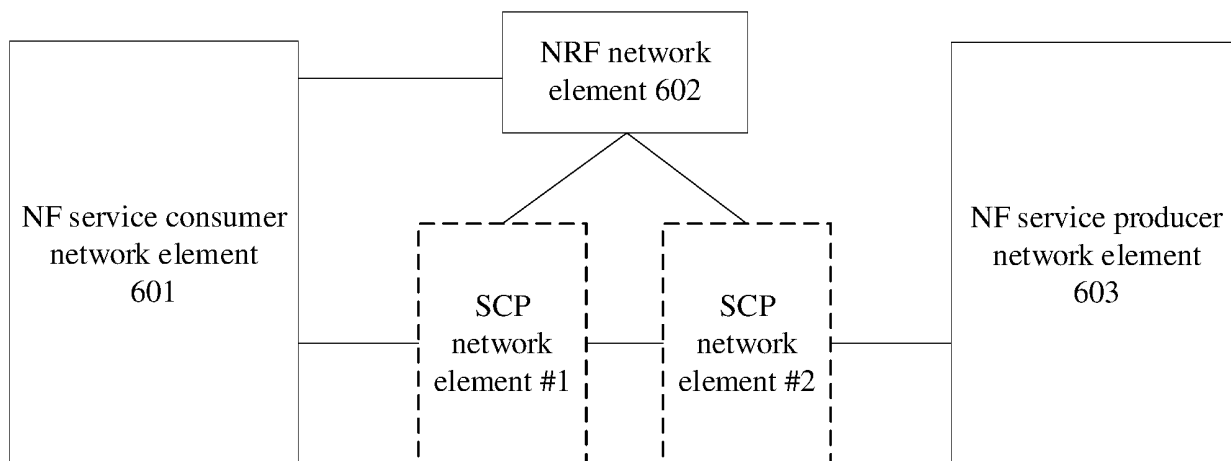 NRF network
element 602
NF service consumer
network element
601
SCP
network
element #1
SCP
network
element #2
NF service producer
network element
603